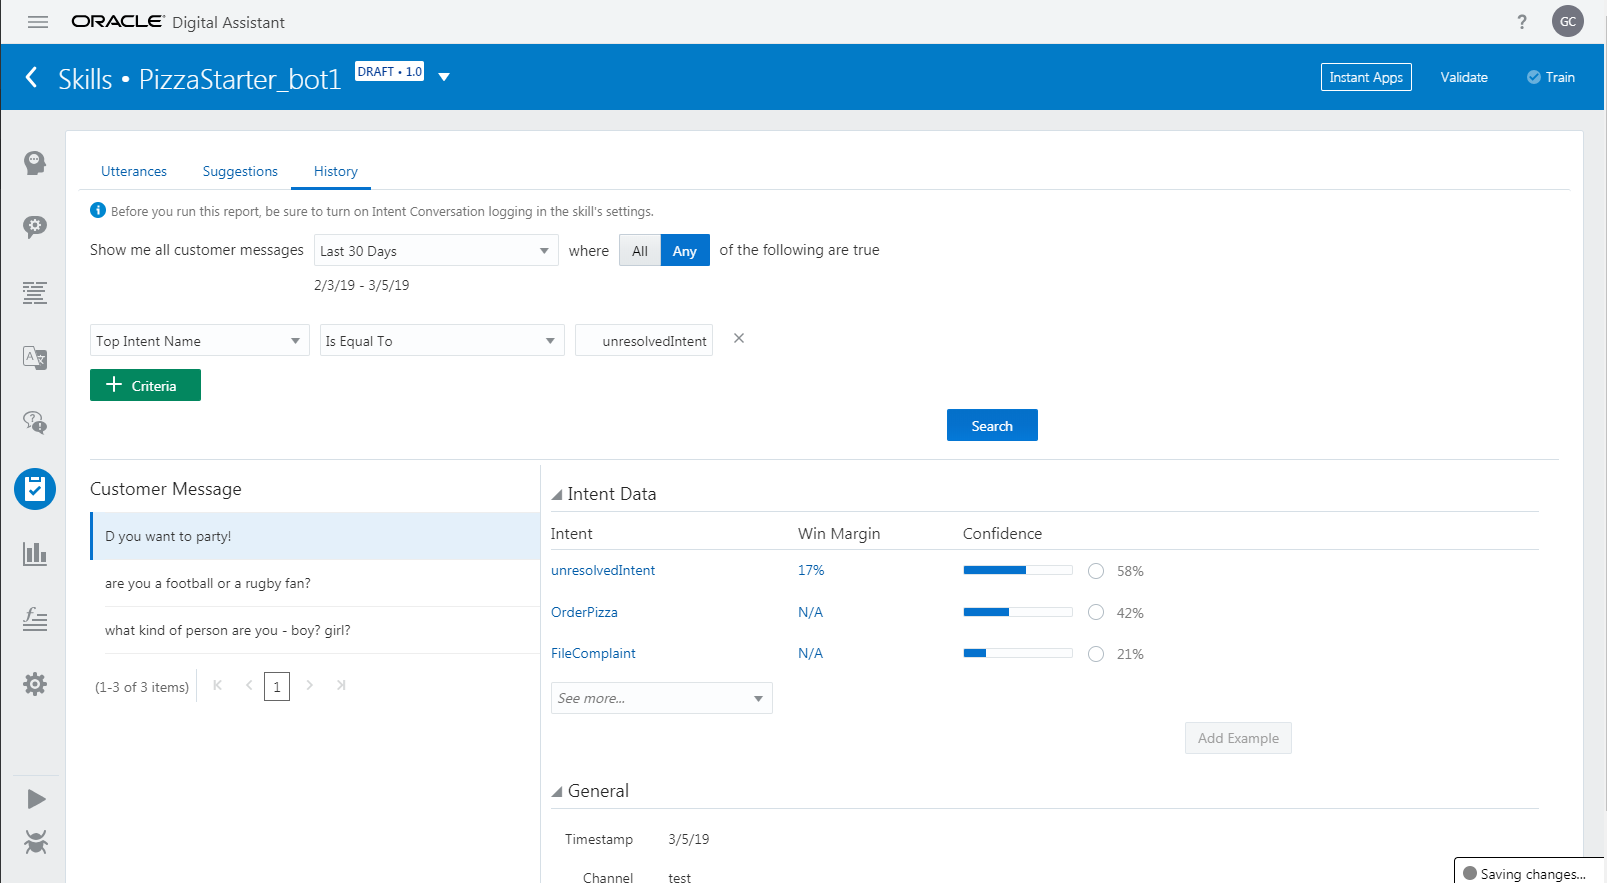 ORACLE® Digital Assistant
? GC
Skills • PizzaStarter_bot1 DRAFT • 1.0
Instant Apps Validate Train
Utterances Suggestions History
Before you run this report, be sure to turn on Intent Conversation logging in the skill's settings.
Show me all customer messages Last 30 Days where All Any of the following are true
2/3/19 - 3/5/19
Top Intent Name Is Equal To unresolvedIntent
Criteria
Search
Customer Message
D you want to party!
are you a football or a rugby fan?
what kind of person are you - boy? girl?
(1-3 of 3 items) 1
Intent Data
Intent Win Margin Confidence
unresolvedIntent 17% 58%
OrderPizza N/A 42%
FileComplaint N/A 21%
See more...
Add Example
General
Timestamp 3/5/19
Channel test
Saving changes...